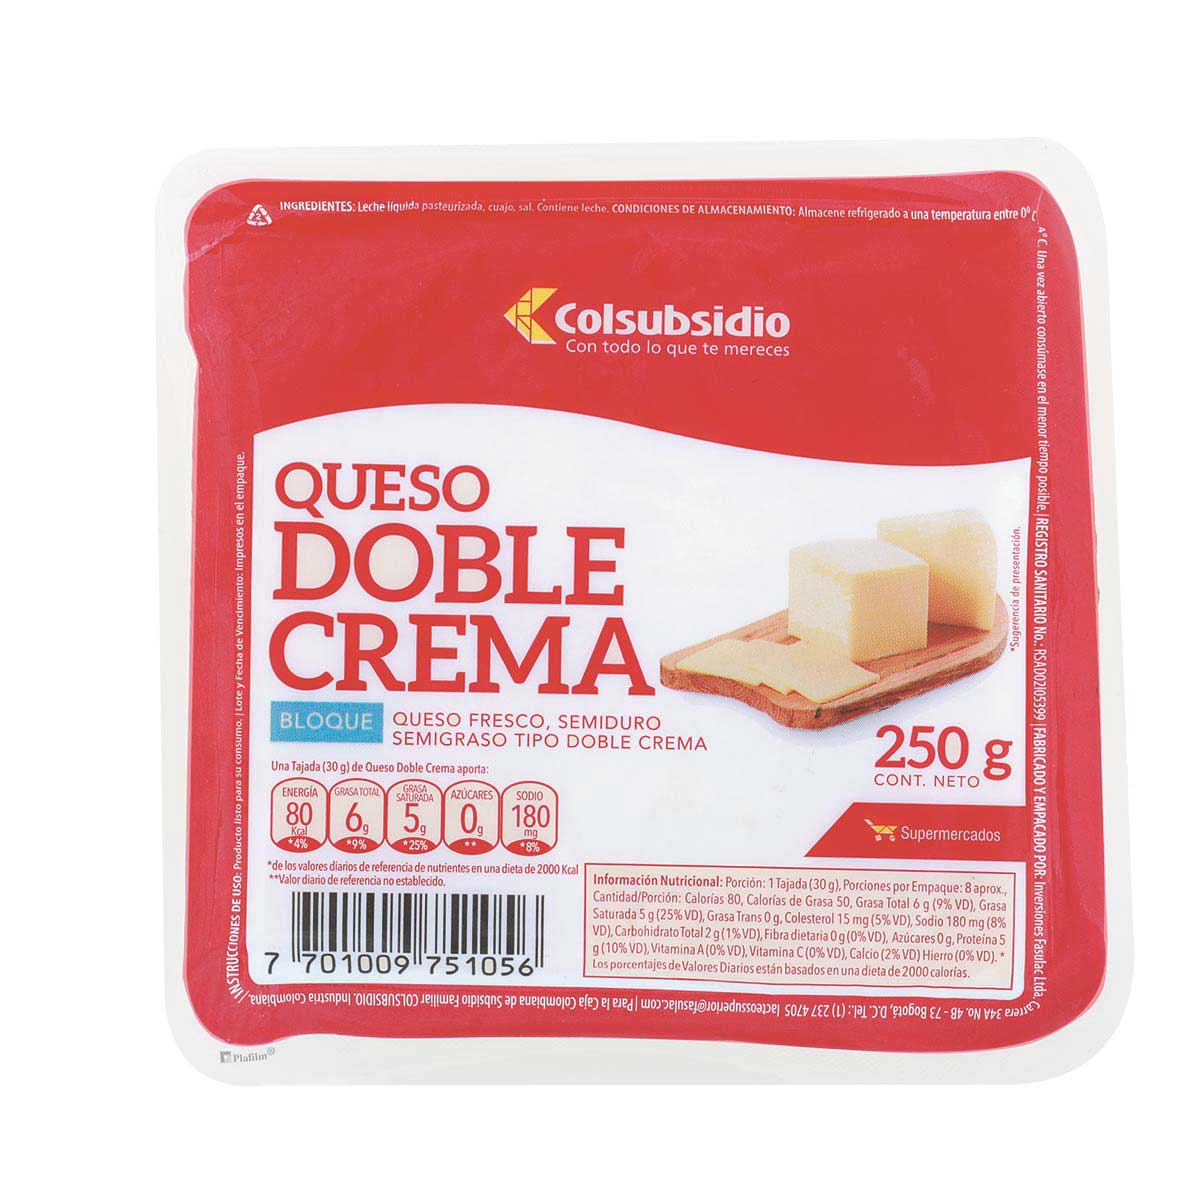 INGREDIENTES: Leche líquida pasteurizada, cuajo, sal. Contiene leche. CONDICIONES DE ALMACENAMIENTO: Almacene refrigerado a una temperatura entre 0° C
4° C. Una vez abierto consúmase en el menor tiempo posible. | REGISTRO SANITARIO No.: RSAD02I05399 | FABRICADO Y EMPACADO POR: Inversiones Fasulac Ltda.
Carrera 34A No. 4B - 73 Bogotá, D.C. Tel.: (1) 237 4705 lacteossuperior@fasula.com | Para la Caja Colombiana de Subsidio Familiar COLSUBSIDIO. Industria Colombiana.
INSTRUCCIONES DE USO: Producto listo para su consumo. | Lote y Fecha de Vencimiento: Impresos en el empaque.
Colsubsidio
Con todo lo que te mereces
QUESO
DOBLE
CREMA
BLOQUE
QUESO FRESCO, SEMIDURO
SEMIGRASO TIPO DOBLE CREMA
*Sugerencia de presentación.
250 g
CONT. NETO
Supermercados
Una Tajada (30 g) de Queso Doble Crema aporta:
ENERGÍA
80
Kcal
*4%
GRASA TOTAL
6g
*9%
GRASA
SATURADA
5g
*25%
AZÚCARES
0g
**
SODIO
180
mg
*8%
*de los valores diarios de referencia de nutrientes en una dieta de 2000 Kcal
**Valor diario de referencia no establecido.
7 701009 751056
Información Nutricional: Porción: 1 Tajada (30 g), Porciones por Empaque: 8 aprox.,
Cantidad/Porción: Calorías 80, Calorías de Grasa 50, Grasa Total 6 g (9% VD), Grasa
Saturada 5 g (25% VD), Grasa Trans 0 g, Colesterol 15 mg (5% VD), Sodio 180 mg (8%
VD), Carbohidrato Total 2 g (1% VD), Fibra dietaria 0 g (0% VD), Azúcares 0 g, Proteína 5
g (10% VD), Vitamina A (0% VD), Vitamina C (0% VD), Calcio (2% VD) Hierro (0% VD). *
Los porcentajes de Valores Diarios están basados en una dieta de 2000 calorías.
Plafilm®